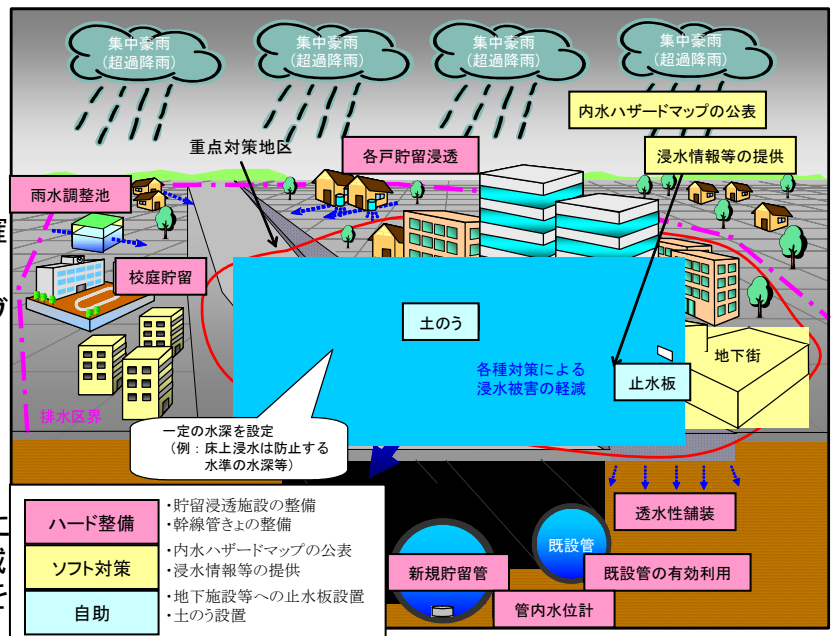 集中豪雨
(超過降雨)
集中豪雨
(超過降雨)
集中豪雨
(超過降雨)
集中豪雨
(超過降雨)
内水ハザードマップの公表
重点対策地区
各戸貯留浸透
浸水情報等の提供
雨水調整池
校庭貯留
土のう
地下街
各種対策による
浸水被害の軽減
止水板
排水区界
一定の水深を設定
(例:床上浸水は防止する
水準の水深等)
ハード整備
・貯留浸透施設の整備
・幹線管きょの整備
ソフト対策
・内水ハザードマップの公表
・浸水情報等の提供
自助
・地下施設等への止水板設置
・土のう設置
透水性舗装
既設管
新規貯留管
既設管の有効利用
管内水位計